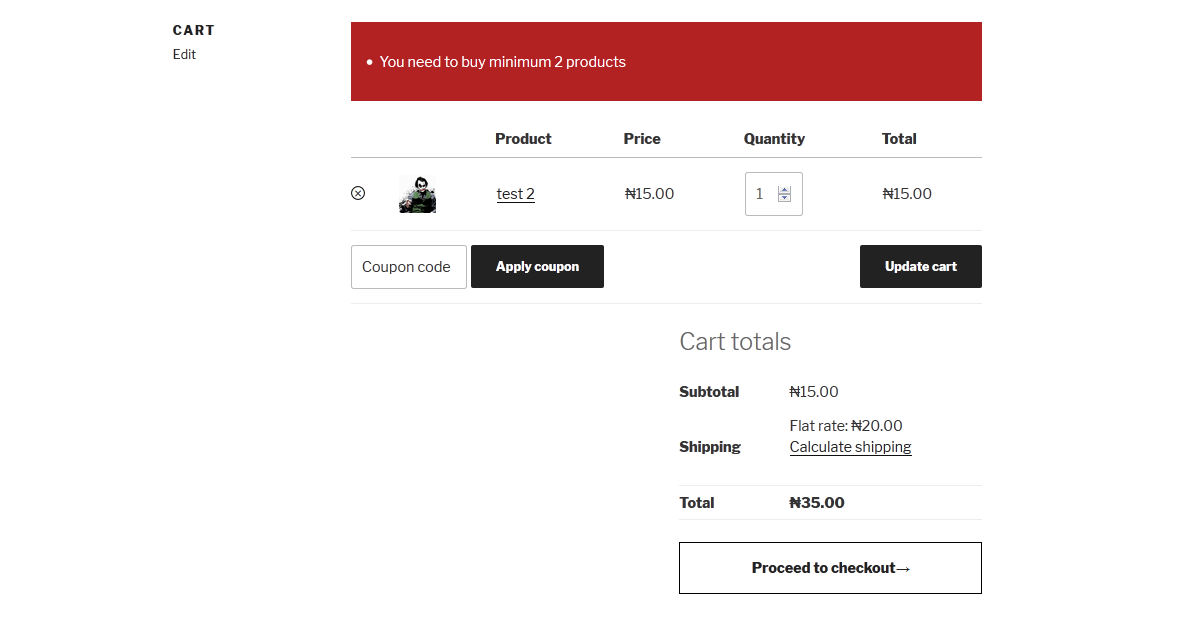 CART
Edit
• You need to buy minimum 2 products
Product Price Quantity Total
test 2 ₦15.00 1 ₦15.00
Coupon code Apply coupon Update cart
Cart totals
Subtotal ₦15.00
Flat rate: ₦20.00
Shipping Calculate shipping
Total ₦35.00
Proceed to checkout→